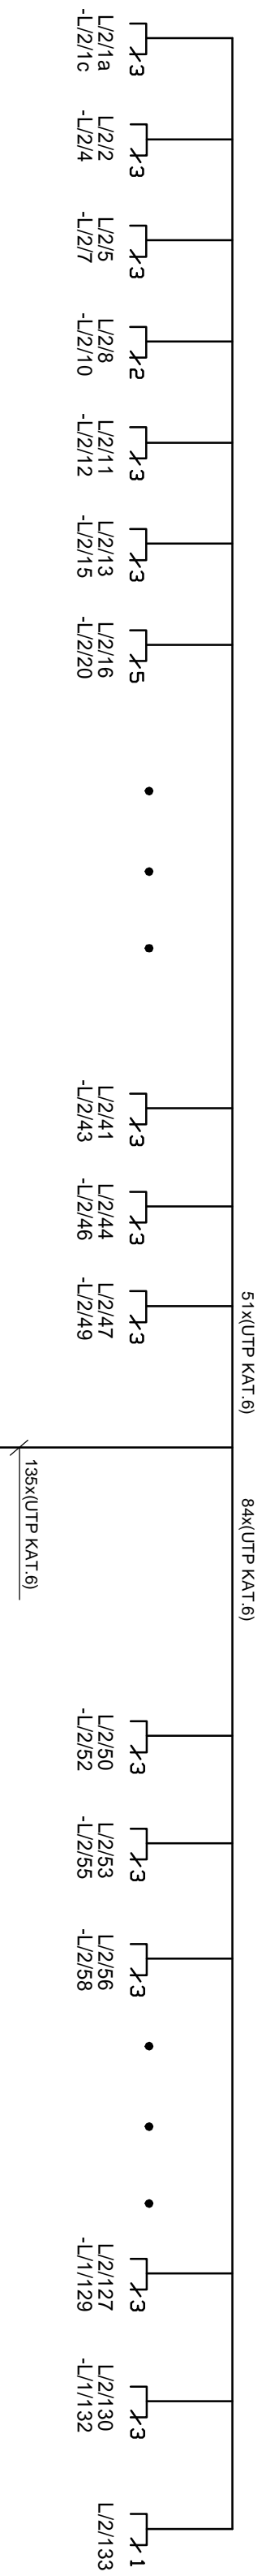 51x(UTP KAT.6)
84x(UTP KAT.6)
135x(UTP KAT.6)
3
L/2/1a
-L/2/1c
3
L/2/2
-L/2/4
3
L/2/5
-L/2/7
2
L/2/8
-L/2/10
3
L/2/11
-L/2/12
3
L/2/13
-L/2/15
5
L/2/16
-L/2/20
3
L/2/41
-L/2/43
3
L/2/44
-L/2/46
3
L/2/47
-L/2/49
3
L/2/50
-L/2/52
3
L/2/53
-L/2/55
3
L/2/56
-L/2/58
3
L/2/127
-L/1/129
3
L/2/130
-L/1/132
1
L/2/133